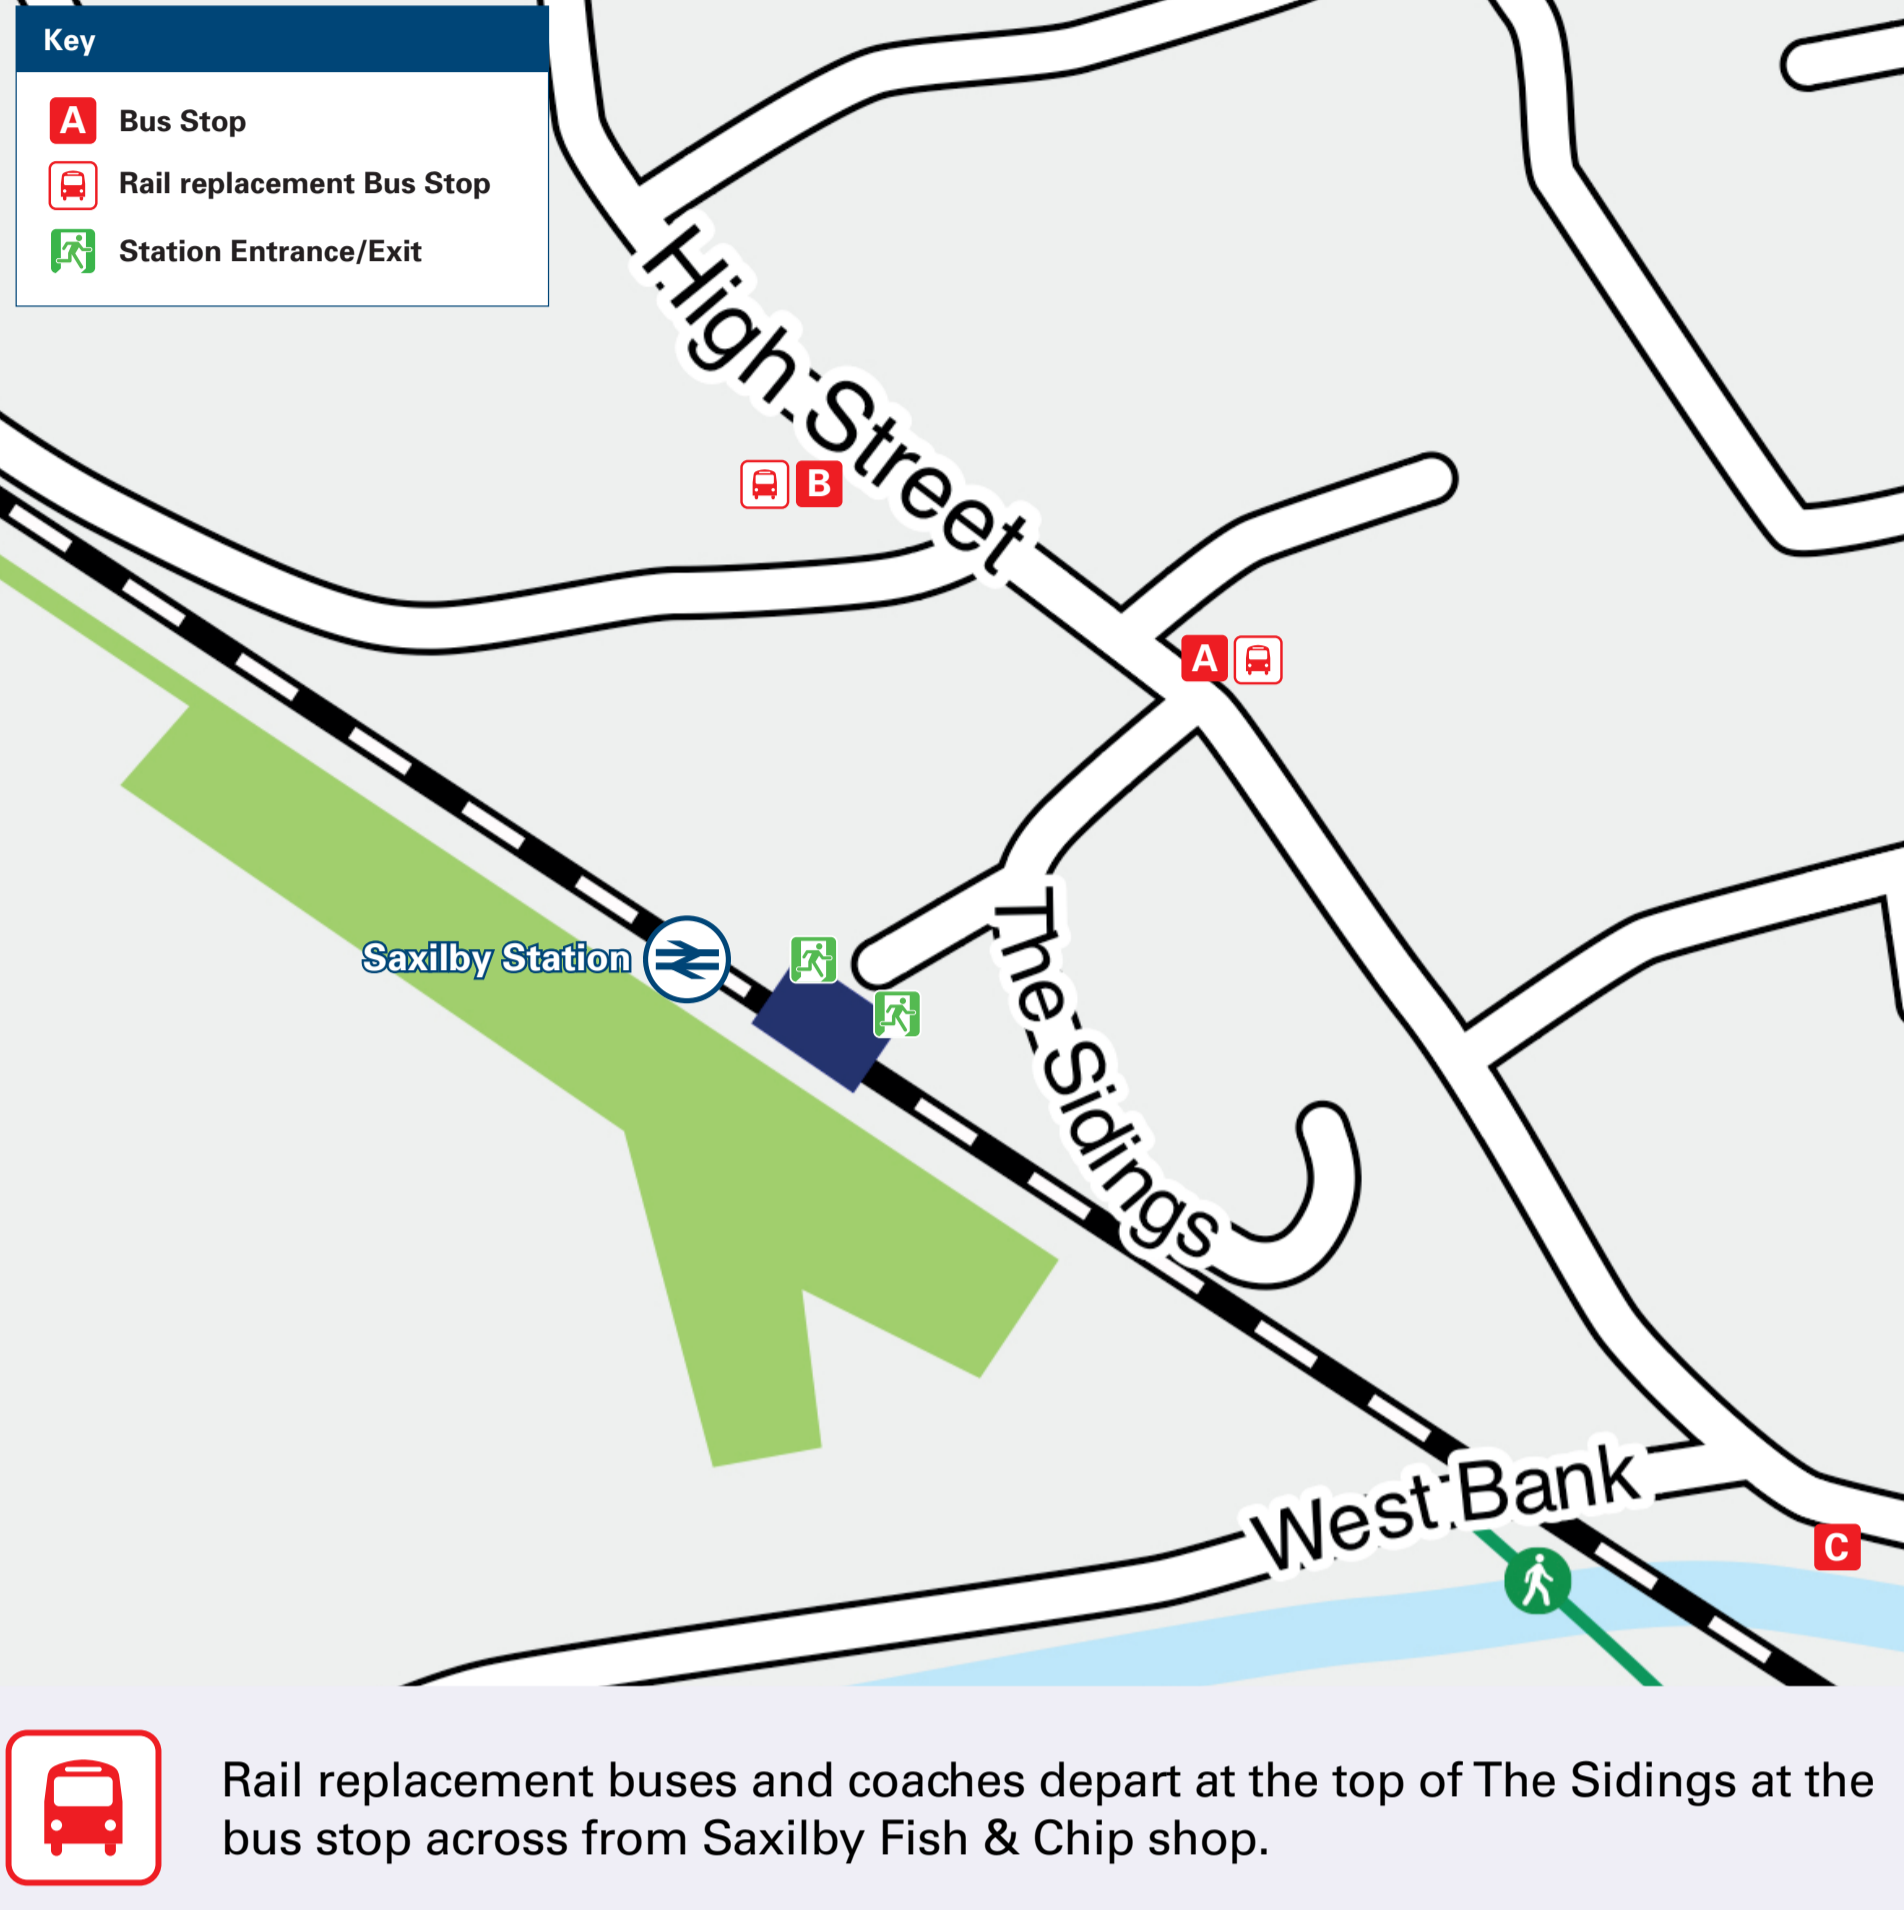 Key
A Bus Stop
Rail replacement Bus Stop
Station Entrance/Exit
High Street
B
A
Saxilby Station
The Sidings
West Bank
C
Rail replacement buses and coaches depart at the top of The Sidings at the
bus stop across from Saxilby Fish & Chip shop.